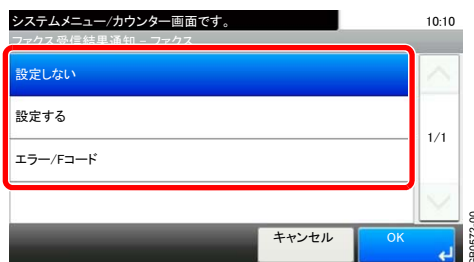 システムメニュー/カウンター画面です。
10:10
ファクス受信結果通知 - ファクス
設定しない
設定する
1/1
エラー/Fコード
キャンセル
OK
GB0572-00